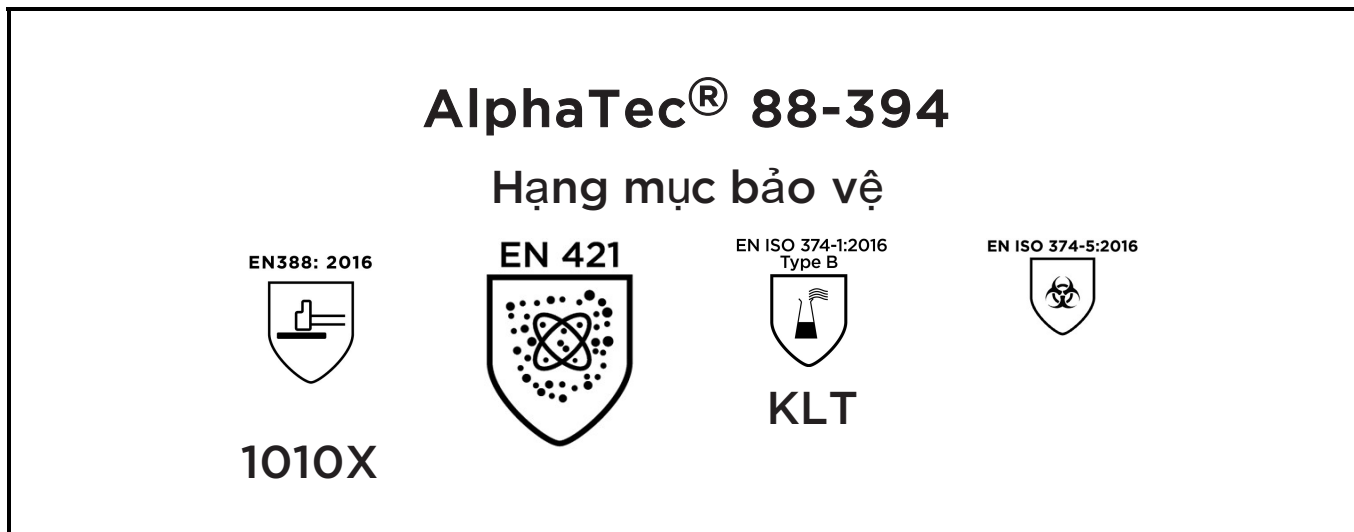 AlphaTec® 88-394
Hạng mục bảo vệ
EN388: 2016
1010X
EN 421
EN ISO 374-1:2016
Type B
KLT
EN ISO 374-5:2016